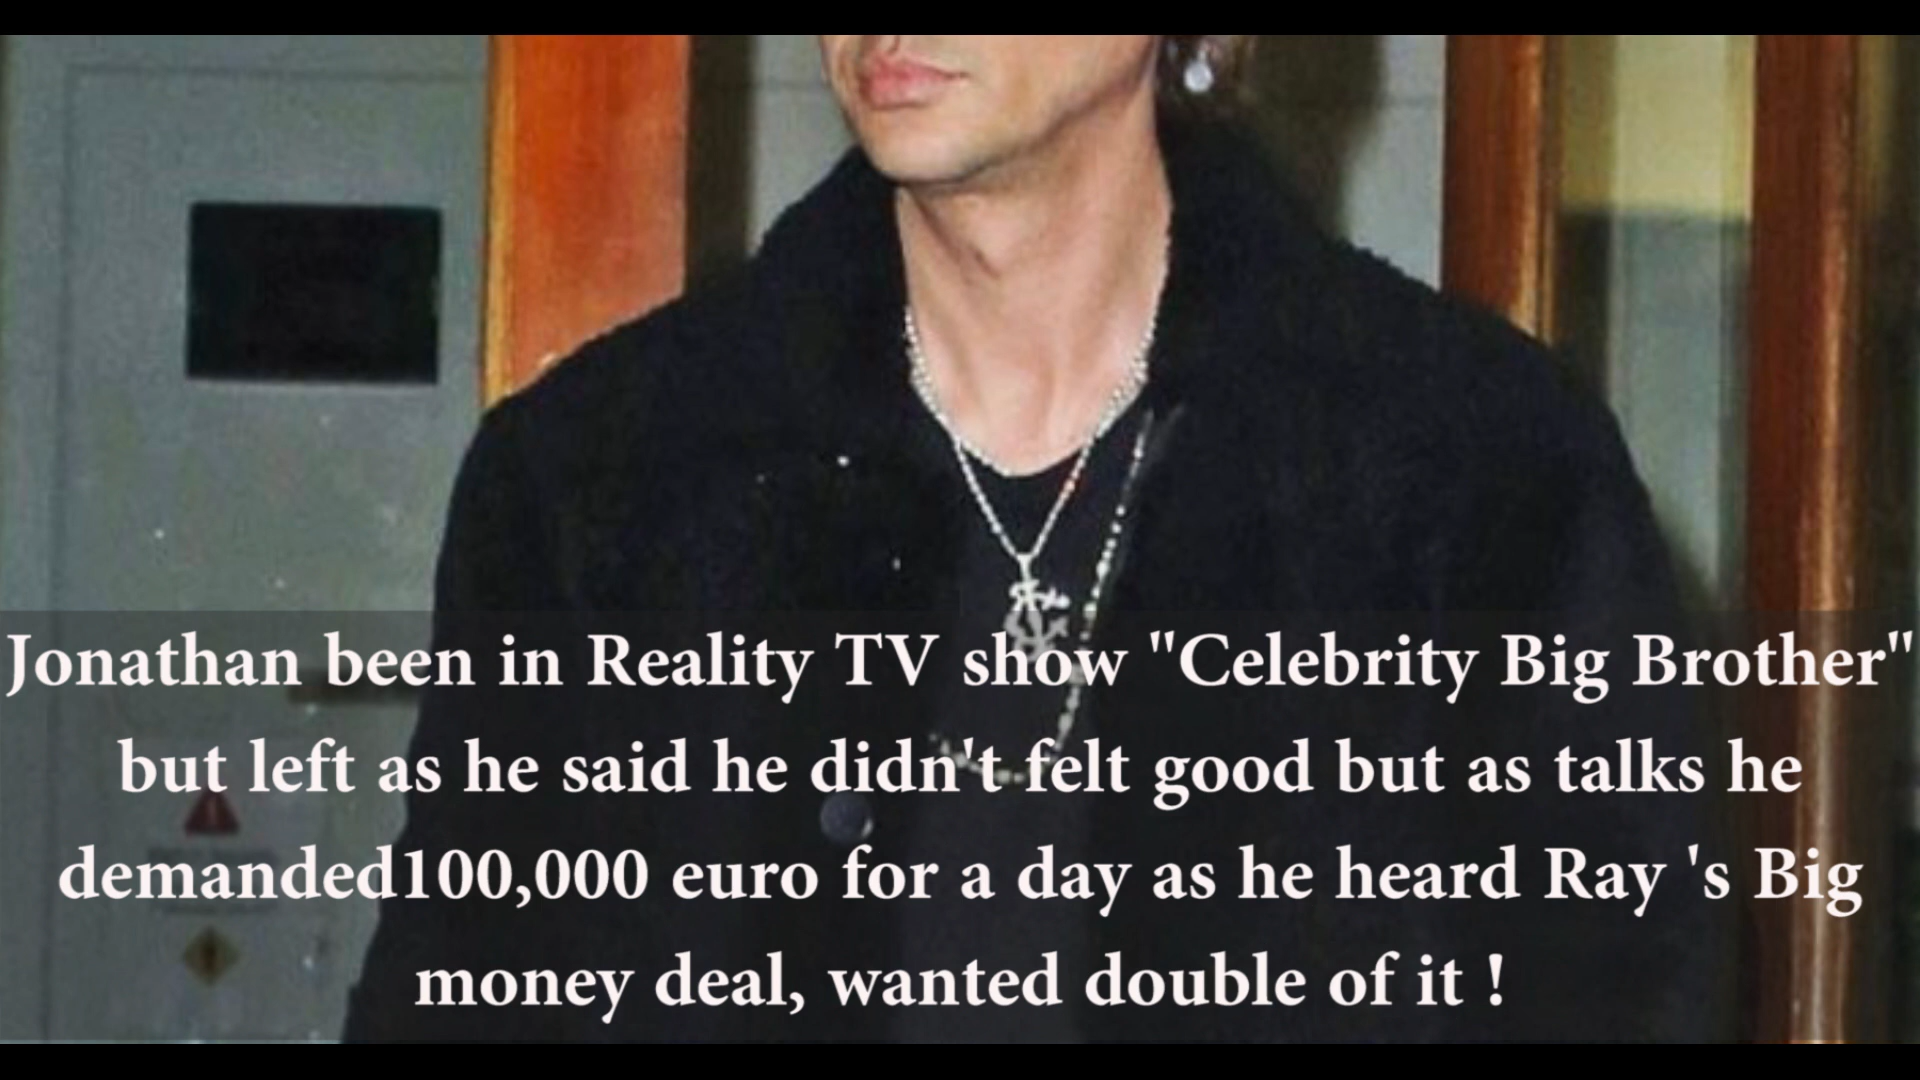 Jonathan been in Reality TV show "Celebrity Big Brother"
but left as he said he didn't felt good but as talks he
demanded100,000 euro for a day as he heard Ray 's Big
money deal, wanted double of it !